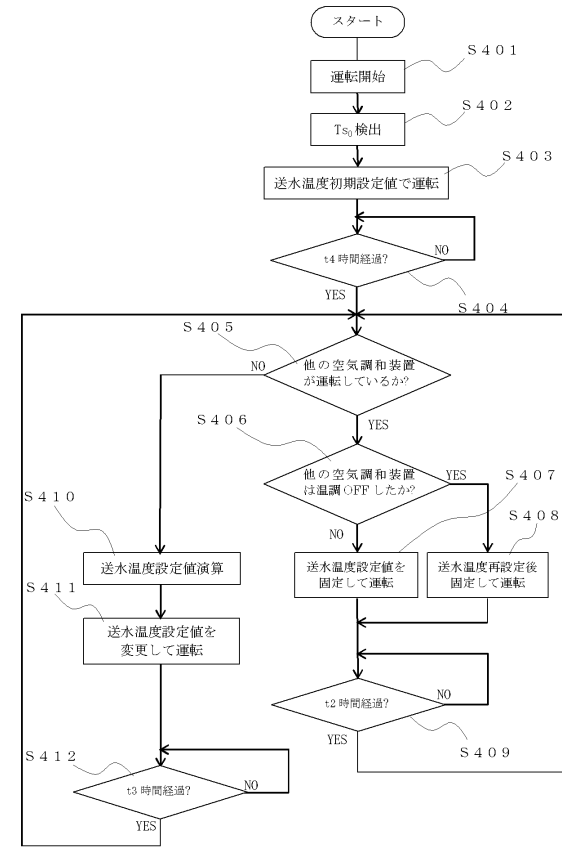 スタート
S401
運転開始
S402
Ts₀検出
S403
送水温度初期設定値で運転
t4時間経過?
NO
YES
S404
S405
他の空気調和装置
が運転しているか?
NO
YES
S406
他の空気調和装置
は温調OFFしたか?
YES
NO
S407
S408
送水温度設定値を
固定して運転
送水温度再設定後
固定して運転
S410
送水温度設定値演算
S411
送水温度設定値を
変更して運転
t2時間経過?
NO
YES
S409
S412
t3時間経過?
NO
YES